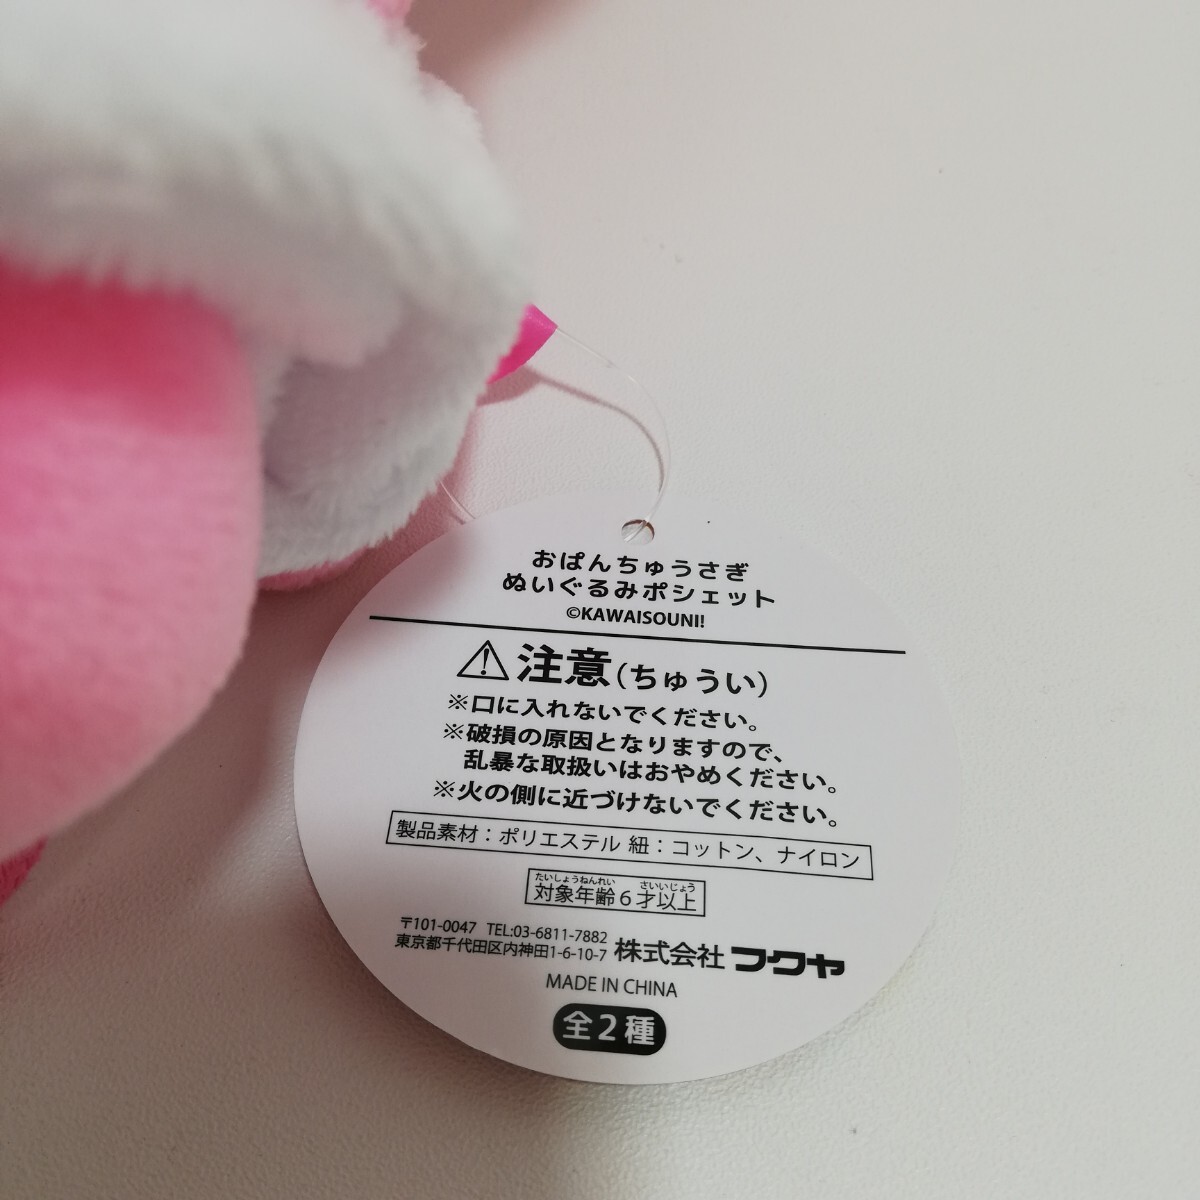 おぱんちゅうさぎ
ぬいぐるみポシェット
©KAWAISOUNI!
注意(ちゅうい)
※口に入れないでください。
※破損の原因となりますので、
乱暴な取扱いはおやめください。
※火の側に近づけないでください。
製品素材：ポリエステル 紐：コットン、ナイロン
たいしょうねんれい さいいじょう
対象年齢6才以上
〒101-0047 TEL:03-6811-7882
東京都千代田区内神田1-6-10-7 株式会社 フクヤ
MADE IN CHINA
全2種